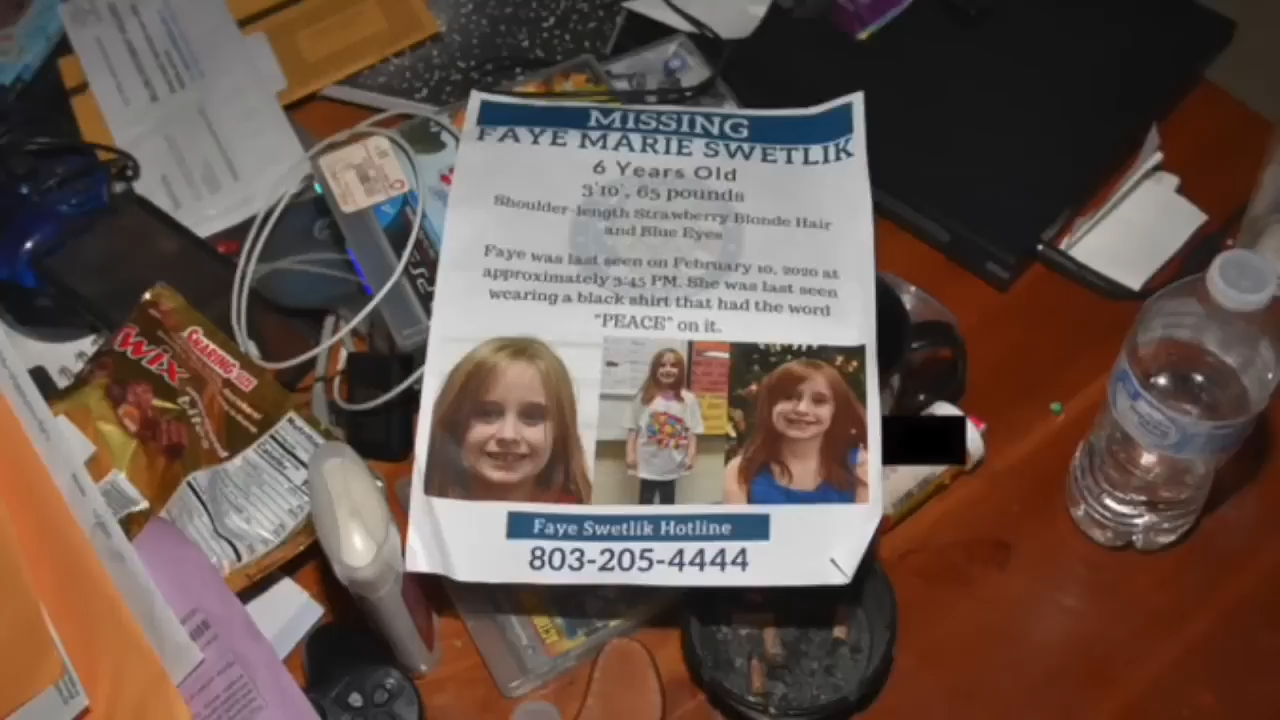 MISSING
FAYE MARIE SWETLIK
6 Years Old
3'10", 65 pounds
Shoulder-length Strawberry Blonde Hair
and Blue Eyes
Faye was last seen on February 10, 2020 at
approximately 3:45 PM. She was last seen
wearing a black shirt that had the word
"PEACE" on it.
Faye Swetlik Hotline
803-205-4444
SHARING SIZE
Twix